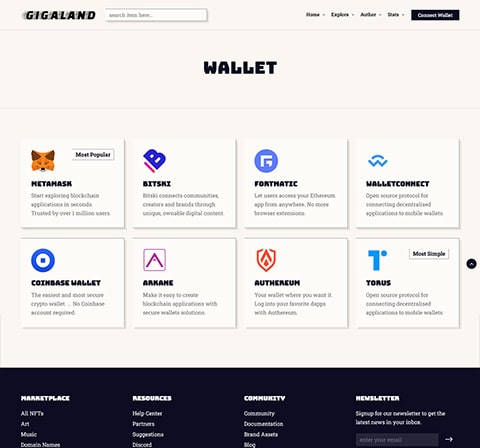 GIGALAND
search item here...
Home Explore Author Stats Connect Wallet
WALLET
Most Popular
METAMASK
Start exploring blockchain
applications in seconds.
Trusted by over 1 million users.
BITSKI
Bitski connects communities,
creators and brands through
unique, ownable digital content.
FORTMATIC
Let users access your Ethereum
app from anywhere. No more
browser extensions.
WALLETCONNECT
Open source protocol for
connecting decentralised
applications to mobile wallets.
COINBASE WALLET
The easiest and most secure
crypto wallet. ... No Coinbase
account required.
ARKANE
Make it easy to create
blockchain applications with
secure wallets solutions.
AUTHEREUM
Your wallet where you want it.
Log into your favorite dapps
with Authereum.
Most Simple
TORUS
Open source protocol for
connecting decentralised
applications to mobile wallets.
MARKETPLACE
All NFTs
Art
Music
Domain Names
RESOURCES
Help Center
Partners
Suggestions
Discord
COMMUNITY
Community
Documentation
Brand Assets
Blog
NEWSLETTER
Signup for our newsletter to get the
latest news in your inbox.
enter your email